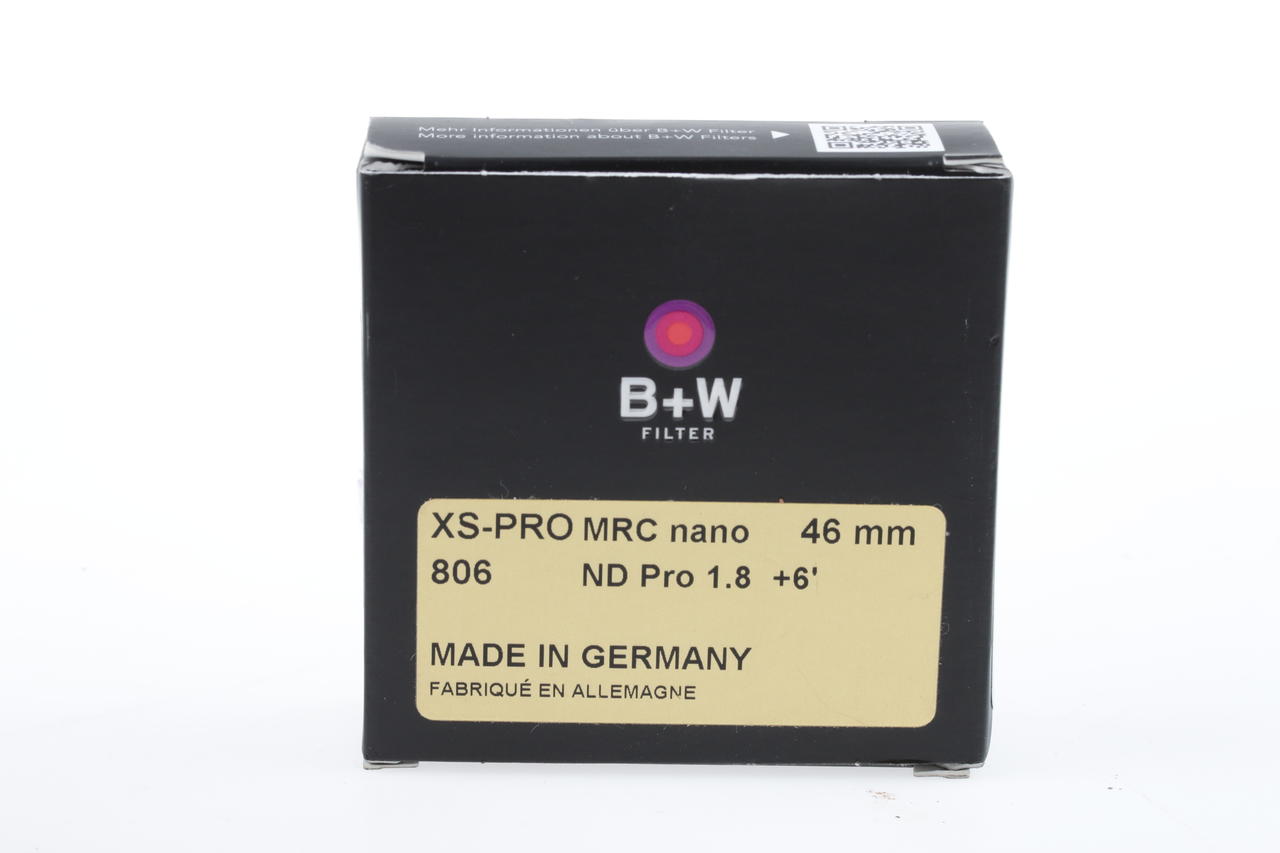 Mehr Informationen über B+W Filter
More information about B+W Filters
B+W
FILTER
XS-PRO MRC nano 46 mm
806 ND Pro 1.8 +6'
MADE IN GERMANY
FABRIQUÉ EN ALLEMAGNE